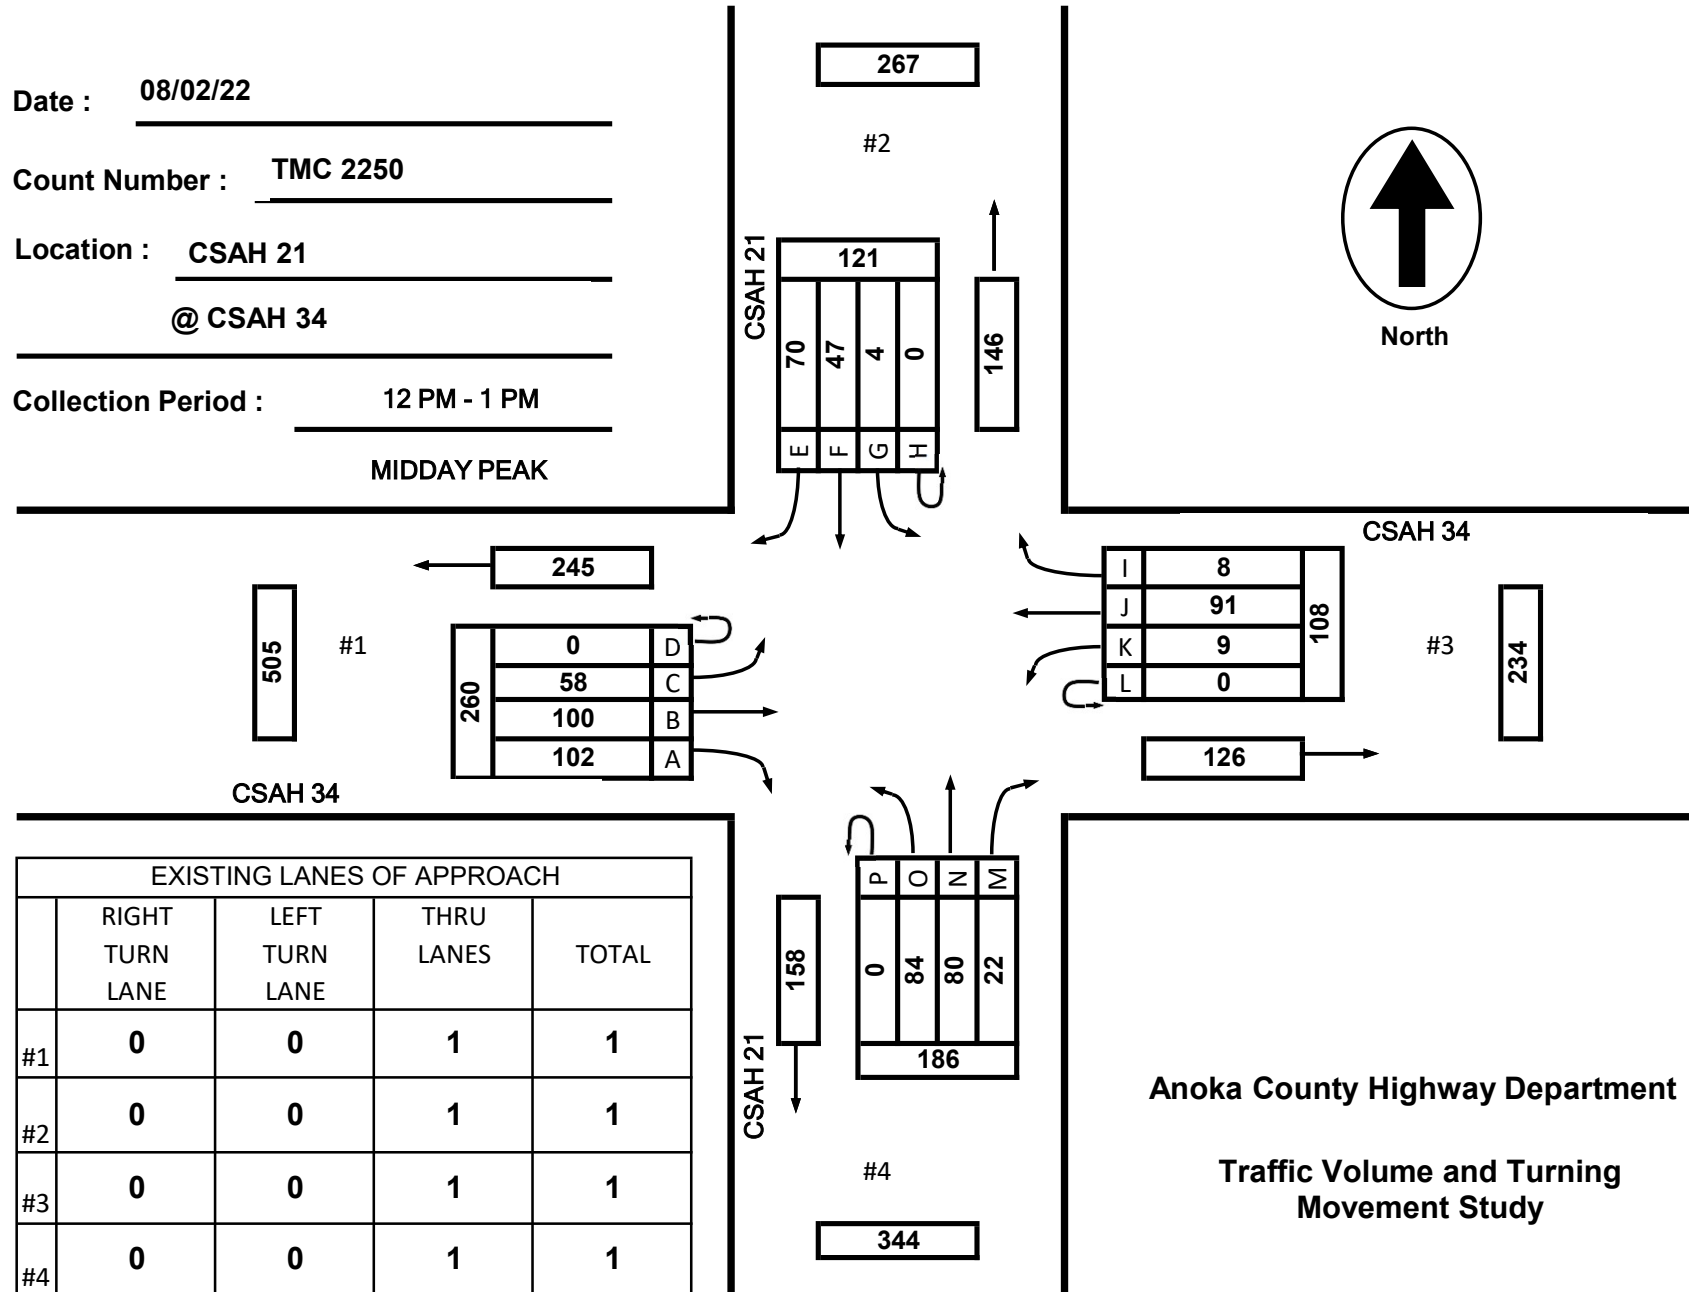 Date : 08/02/22
Count Number : TMC 2250
Location : CSAH 21
@ CSAH 34
Collection Period : 12 PM - 1 PM
MIDDAY PEAK
267
#2
CSAH 21
121
70 47 4 0
E F G H
146
North
CSAH 34
245
505
#1
260
0 D
58 C
100 B
102 A
CSAH 34
I 8
J 91
K 9
L 0
108
#3
234
126
P O N M
0 84 80 22
186
158
CSAH 21
#4
344
EXISTING LANES OF APPROACH
RIGHT TURN LANE LEFT TURN LANE THRU LANES TOTAL
#1 0 0 1 1
#2 0 0 1 1
#3 0 0 1 1
#4 0 0 1 1
Anoka County Highway Department
Traffic Volume and Turning
Movement Study